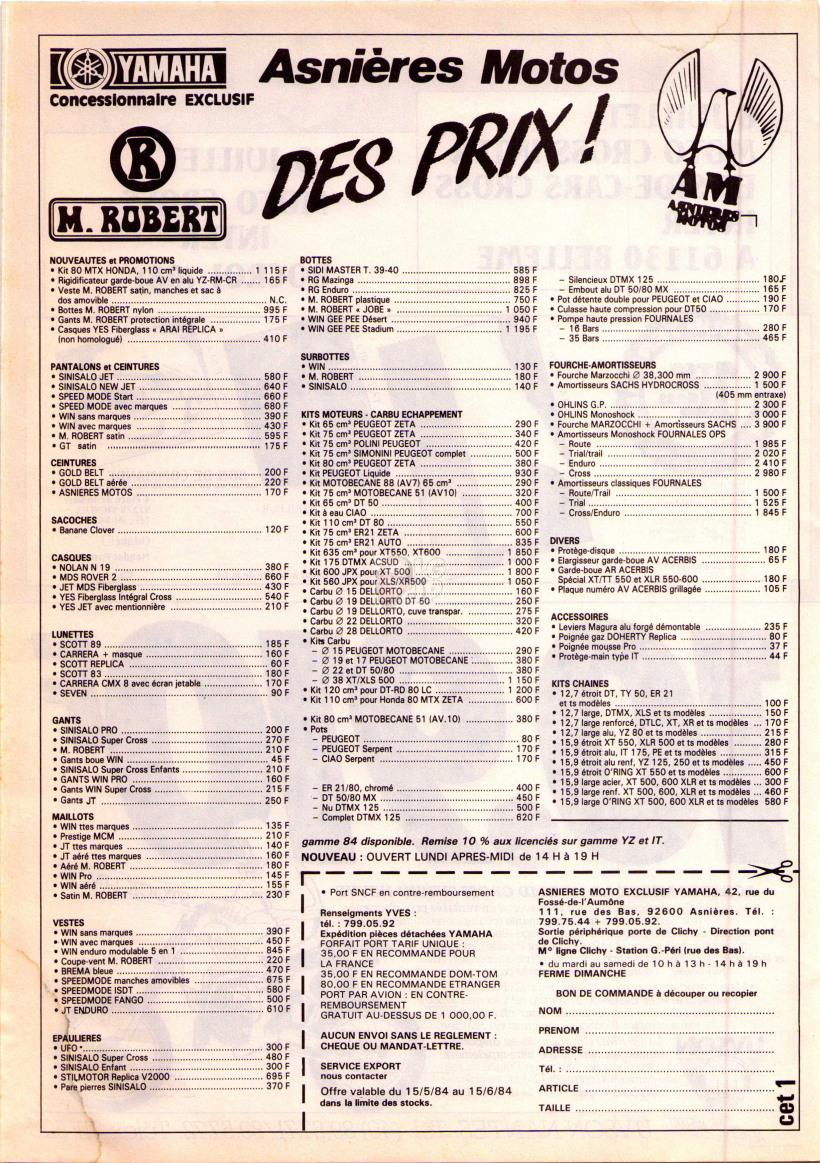 YAMAHA
Concessionnaire EXCLUSIF
Asnières Motos
DES PRIX !
R
M. ROBERT
AM
ASNIERES
MOTOS
NOUVEAUTES et PROMOTIONS
• Kit 80 MTX HONDA, 110 cm³ liquide ............... 1 115 F
• Rigidificateur garde-boue AV en alu YZ-RM-CR ...... 165 F
• Veste M. ROBERT satin, manches et sac à
dos amovible ............... N.C.
• Bottes M. ROBERT nylon ............... 995 F
• Gants M. ROBERT protection intégrale ............... 175 F
• Casques YES Fiberglass « ARAI REPLICA »
(non homologué) ............... 410 F
PANTALONS et CEINTURES
• SINISALO JET ............... 580 F
• SINISALO NEW JET ............... 640 F
• SPEED MODE Start ............... 660 F
• SPEED MODE avec marques ............... 680 F
• WIN sans marques ............... 390 F
• WIN avec marques ............... 430 F
• M. ROBERT satin ............... 595 F
• GT satin ............... 175 F
CEINTURES
• GOLD BELT ............... 200 F
• GOLD BELT aérée ............... 220 F
• ASNIERES MOTOS ............... 170 F
SACOCHES
• Banane Clover ............... 120 F
CASQUES
• NOLAN N 19 ............... 380 F
• MDS ROVER 2 ............... 660 F
• JET MDS Fiberglass ............... 430 F
• YES Fiberglass Intégral Cross ............... 540 F
• YES JET avec mentionnière ............... 210 F
LUNETTES
• SCOTT 89 ............... 185 F
• CARRERA + masque ............... 160 F
• SCOTT REPLICA ............... 60 F
• SCOTT 83 ............... 180 F
• CARRERA CMX 8 avec écran jetable ............... 170 F
• SEVEN ............... 90 F
GANTS
• SINISALO PRO ............... 200 F
• SINISALO Super Cross ............... 270 F
• M. ROBERT ............... 210 F
• Gants boue WIN ............... 45 F
• SINISALO Super Cross Enfants ............... 210 F
• GANTS WIN PRO ............... 160 F
• Gants WIN Super Cross ............... 215 F
• Gants JT ............... 250 F
MAILLOTS
• WIN ttes marques ............... 135 F
• Prestige MCM ............... 210 F
• JT ttes marques ............... 140 F
• JT aéré ttes marques ............... 160 F
• Aéré M. ROBERT ............... 180 F
• WIN Pro ............... 145 F
• WIN aéré ............... 155 F
• Satin M. ROBERT ............... 230 F
VESTES
• WIN sans marques ............... 390 F
• WIN avec marques ............... 450 F
• WIN enduro modulable 5 en 1 ............... 845 F
• Coupe-vent M. ROBERT ............... 220 F
• BREMA bleue ............... 470 F
• SPEEDMODE manches amovibles ............... 675 F
• SPEEDMODE ISDT ............... 580 F
• SPEEDMODE FANGO ............... 500 F
• JT ENDURO ............... 610 F
EPAULIERES
• UFO • ............... 300 F
• SINISALO Super Cross ............... 480 F
• SINISALO Enfant ............... 300 F
• STILMOTOR Replica V2000 ............... 695 F
• Pare pierres SINISALO ............... 370 F
BOTTES
• SIDI MASTER T. 39-40 ............... 585 F
• RG Mazinga ............... 898 F
• RG Enduro ............... 825 F
• M. ROBERT plastique ............... 750 F
• M. ROBERT « JOBE » ............... 1 050 F
• WIN GEE PEE Désert ............... 940 F
• WIN GEE PEE Stadium ............... 1 195 F
SURBOTTES
• WIN ............... 130 F
• M. ROBERT ............... 180 F
• SINISALO ............... 140 F
KITS MOTEURS - CARBU ECHAPPEMENT
• Kit 65 cm³ PEUGEOT ZETA ............... 290 F
• Kit 75 cm³ PEUGEOT ZETA ............... 340 F
• Kit 75 cm³ POLINI PEUGEOT ............... 420 F
• Kit 75 cm³ SIMONINI PEUGEOT complet ............... 500 F
• Kit 80 cm³ PEUGEOT ZETA ............... 380 F
• Kit PEUGEOT Liquide ............... 930 F
• Kit MOTOBECANE 88 (AV7) 65 cm³ ............... 290 F
• Kit 75 cm³ MOTOBECANE 51 (AV10) ............... 320 F
• Kit 65 cm³ DT 50 ............... 400 F
• Kit à eau CIAO ............... 700 F
• Kit 110 cm³ DT 80 ............... 550 F
• Kit 75 cm³ ER21 ZETA ............... 600 F
• Kit 75 cm³ ER21 AUTO ............... 835 F
• Kit 635 cm³ pour XT550, XT600 ............... 1 850 F
• Kit 175 DTMX ACSUD ............... 1 000 F
• Kit 600 JPX pour XT 500 ............... 1 800 F
• Kit 560 JPX pour XLS/XR500 ............... 1 050 F
• Carbu Ø 15 DELLORTO ............... 160 F
• Carbu Ø 19 DELLORTO DT 50 ............... 250 F
• Carbu Ø 19 DELLORTO, cuve transpar. ............... 275 F
• Carbu Ø 22 DELLORTO ............... 320 F
• Carbu Ø 28 DELLORTO ............... 420 F
• Kits Carbu
– Ø 15 PEUGEOT MOTOBECANE ............... 290 F
– Ø 19 et 17 PEUGEOT MOTOBECANE ............... 380 F
– Ø 22 et DT 50/80 ............... 380 F
– Ø 38 XT/XLS 500 ............... 1 150 F
• Kit 120 cm³ pour DT-RD 80 LC ............... 1 200 F
• Kit 110 cm³ pour Honda 80 MTX ZETA ............... 600 F
• Kit 80 cm³ MOTOBECANE 51 (AV.10) ............... 380 F
• Pots
– PEUGEOT ............... 80 F
– PEUGEOT Serpent ............... 170 F
– CIAO Serpent ............... 170 F
– ER 21/80, chromé ............... 400 F
– DT 50/80 MX ............... 450 F
– Nu DTMX 125 ............... 500 F
– Complet DTMX 125 ............... 620 F
– Silencieux DTMX 125 ............... 180 F
– Embout alu DT 50/80 MX ............... 165 F
• Pot détente double pour PEUGEOT et CIAO ............... 190 F
• Culasse haute compression pour DT50 ............... 170 F
• Pompe haute pression FOURNALES
– 16 Bars ............... 280 F
– 35 Bars ............... 465 F
FOURCHE-AMORTISSEURS
• Fourche Marzocchi Ø 38,300 mm ............... 2 900 F
• Amortisseurs SACHS HYDROCROSS ............... 1 500 F
(405 mm entraxe)
• OHLINS G.P. ............... 2 300 F
• OHLINS Monoshock ............... 3 000 F
• Fourche MARZOCCHI + Amortisseurs SACHS .... 3 900 F
• Amortisseurs Monoshock FOURNALES OPS
– Route ............... 1 985 F
– Trial/trail ............... 2 020 F
– Enduro ............... 2 410 F
– Cross ............... 2 980 F
• Amortisseurs classiques FOURNALES
– Route/Trail ............... 1 500 F
– Trial ............... 1 525 F
– Cross/Enduro ............... 1 845 F
DIVERS
• Protège-disque ............... 180 F
• Elargisseur garde-boue AV ACERBIS ............... 65 F
• Garde-boue AR ACERBIS
Spécial XT/TT 550 et XLR 550-600 ............... 180 F
• Plaque numéro AV ACERBIS grillagée ............... 105 F
ACCESSOIRES
• Leviers Magura alu forgé démontable ............... 235 F
• Poignée gaz DOHERTY Replica ............... 80 F
• Poignée mousse Pro ............... 37 F
• Protège-main type IT ............... 44 F
KITS CHAINES
• 12,7 étroit DT, TY 50, ER 21
et ts modèles ............... 100 F
• 12,7 large, DTMX, XLS et ts modèles ............... 150 F
• 12,7 large renforcé, DTLC, XT, XR et ts modèles ... 170 F
• 12,7 large alu, YZ 80 et ts modèles ............... 215 F
• 15,9 étroit XT 550, XLR 500 et ts modèles ...... 280 F
• 15,9 étroit alu, IT 175, PE et ts modèles ............... 315 F
• 15,9 étroit alu renf, YZ 125, 250 et ts modèles ..... 450 F
• 15,9 étroit O'RING XT 550 et ts modèles ............... 600 F
• 15,9 large acier, XT 500, 600 XLR et ts modèles ... 300 F
• 15,9 large renf. XT 500, 600, XLR et ts modèles ... 460 F
• 15,9 large O'RING XT 500, 600 XLR et ts modèles 580 F
gamme 84 disponible. Remise 10 % aux licenciés sur gamme YZ et IT.
NOUVEAU : OUVERT LUNDI APRES-MIDI de 14 H à 19 H
• Port SNCF en contre-remboursement
Renseigments YVES :
tél. : 799.05.92
Expédition pièces détachées YAMAHA
FORFAIT PORT TARIF UNIQUE :
35,00 F EN RECOMMANDE POUR
LA FRANCE
35,00 F EN RECOMMANDE DOM-TOM
80,00 F EN RECOMMANDE ETRANGER
PORT PAR AVION : EN CONTRE-
REMBOURSEMENT
GRATUIT AU-DESSUS DE 1 000,00 F.
AUCUN ENVOI SANS LE REGLEMENT :
CHEQUE OU MANDAT-LETTRE.
SERVICE EXPORT
nous contacter
Offre valable du 15/5/84 au 15/6/84
dans la limite des stocks.
ASNIERES MOTO EXCLUSIF YAMAHA, 42, rue du
Fossé-de-l'Aumône
111, rue des Bas, 92600 Asnières. Tél. :
799.75.44 + 799.05.92.
Sortie périphérique porte de Clichy - Direction pont
de Clichy.
M° ligne Clichy - Station G.-Péri (rue des Bas).
• du mardi au samedi de 10 h à 13 h - 14 h à 19 h
FERME DIMANCHE
BON DE COMMANDE à découper ou recopier
NOM ...............
PRENOM ...............
ADRESSE ...............
Tél. : ...............
ARTICLE ...............
TAILLE ...............
cet 1